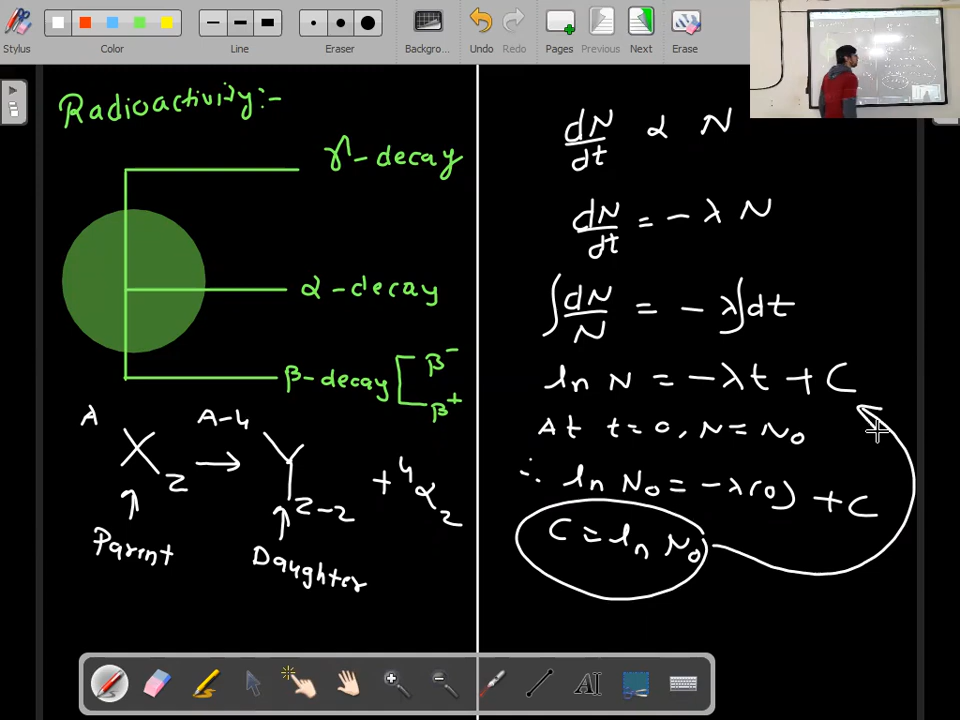 Stylus
Color
Line
Eraser
Backgro...
Undo
Redo
Pages
Previous
Next
Erase
Radioactivity:-
γ-decay
α-decay
β-decay [ β⁻
β⁺
A X Z → A-4 Y Z-2 + 4 α 2
Parent
Daughter
dN/dt α N
dN/dt = -λ N
∫dN/N = -λ∫dt
ln N = -λt + C
At t=0, N = N₀
∴ ln N₀ = -λ(0) + C
C = ln N₀
AI